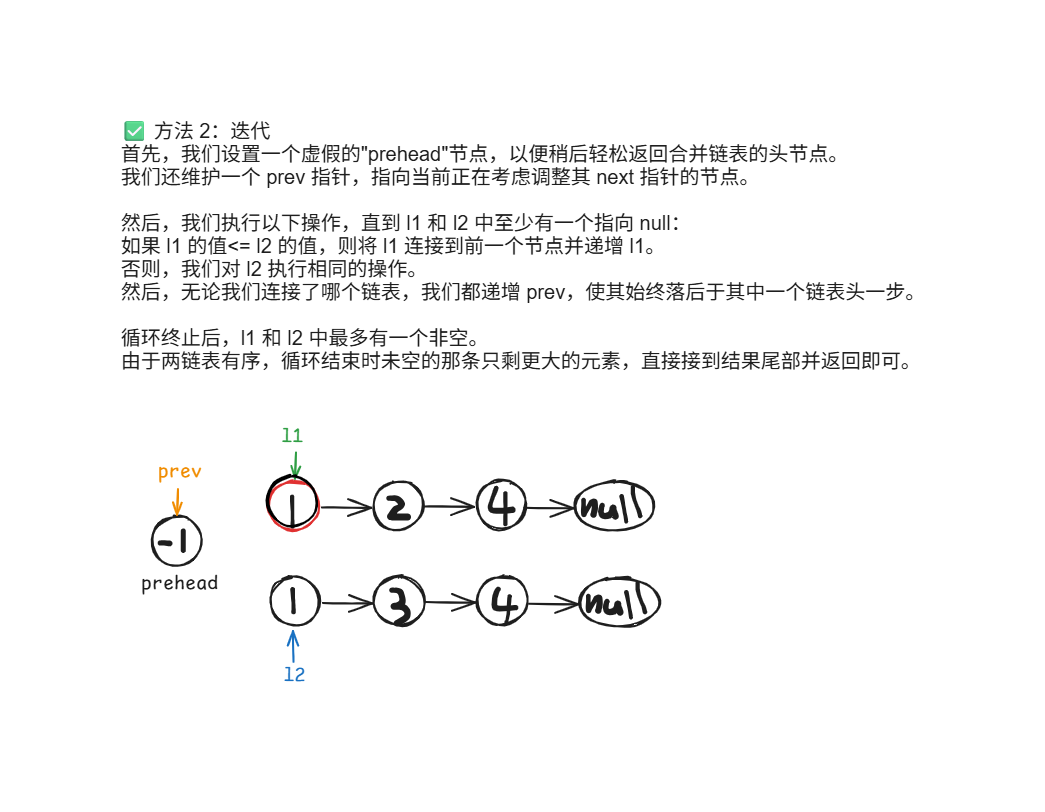 ✅ 方法 2：迭代
首先，我们设置一个虚假的"prehead"节点，以便稍后轻松返回合并链表的头节点。
我们还维护一个 prev 指针，指向当前正在考虑调整其 next 指针的节点。
然后，我们执行以下操作，直到 l1 和 l2 中至少有一个指向 null：
如果 l1 的值<= l2 的值，则将 l1 连接到前一个节点并递增 l1。
否则，我们对 l2 执行相同的操作。
然后，无论我们连接了哪个链表，我们都递增 prev，使其始终落后于其中一个链表头一步。
循环终止后，l1 和 l2 中最多有一个非空。
由于两链表有序，循环结束时未空的那条只剩更大的元素，直接接到结果尾部并返回即可。
l1
prev
1 2 4 null
-1
prehead
1 3 4 null
l2